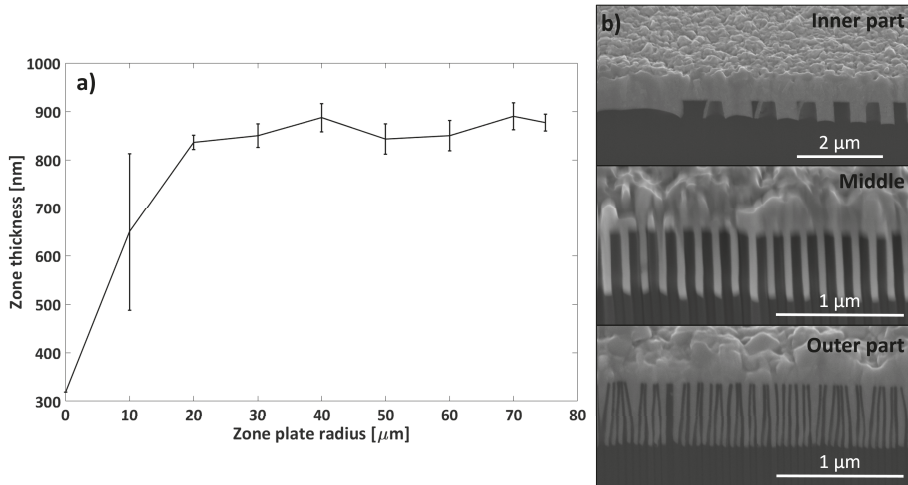 a)
1000
900
800
700
600
500
400
300
0
10
20
30
40
50
60
70
80
Zone thickness [nm]
Zone plate radius [μm]
b)
Inner part
2 μm
Middle
1 μm
Outer part
1 μm